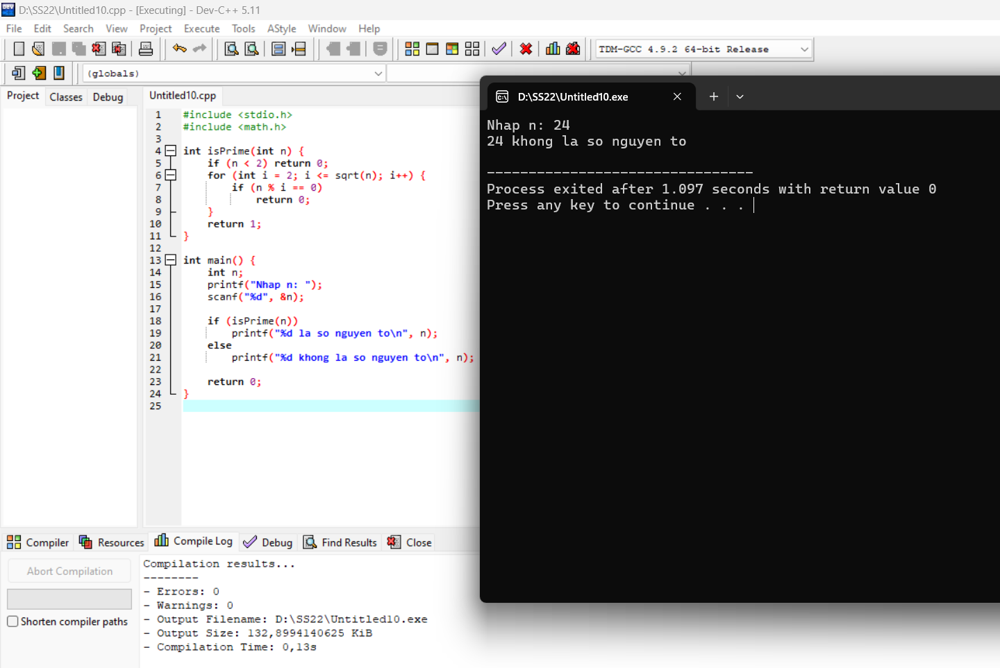 D:\SS22\Untitled10.cpp - [Executing] - Dev-C++ 5.11
File Edit Search View Project Execute Tools AStyle Window Help
TDM-GCC 4.9.2 64-bit Release
(globals)
Project Classes Debug
Untitled10.cpp
1 #include <stdio.h>
2 #include <math.h>
3
4 int isPrime(int n) {
5 if (n < 2) return 0;
6 for (int i = 2; i <= sqrt(n); i++) {
7 if (n % i == 0)
8 return 0;
9 }
10 return 1;
11 }
12
13 int main() {
14 int n;
15 printf("Nhap n: ");
16 scanf("%d", &n);
17
18 if (isPrime(n))
19 printf("%d la so nguyen to\n", n);
20 else
21 printf("%d khong la so nguyen to\n", n);
22
23 return 0;
24 }
25
D:\SS22\Untitled10.exe
Nhap n: 24
24 khong la so nguyen to
--------------------------------
Process exited after 1.097 seconds with return value 0
Press any key to continue . . .
Compiler Resources Compile Log Debug Find Results Close
Abort Compilation
Shorten compiler paths
Compilation results...
--------
- Errors: 0
- Warnings: 0
- Output Filename: D:\SS22\Untitled10.exe
- Output Size: 132,8994140625 KiB
- Compilation Time: 0,13s